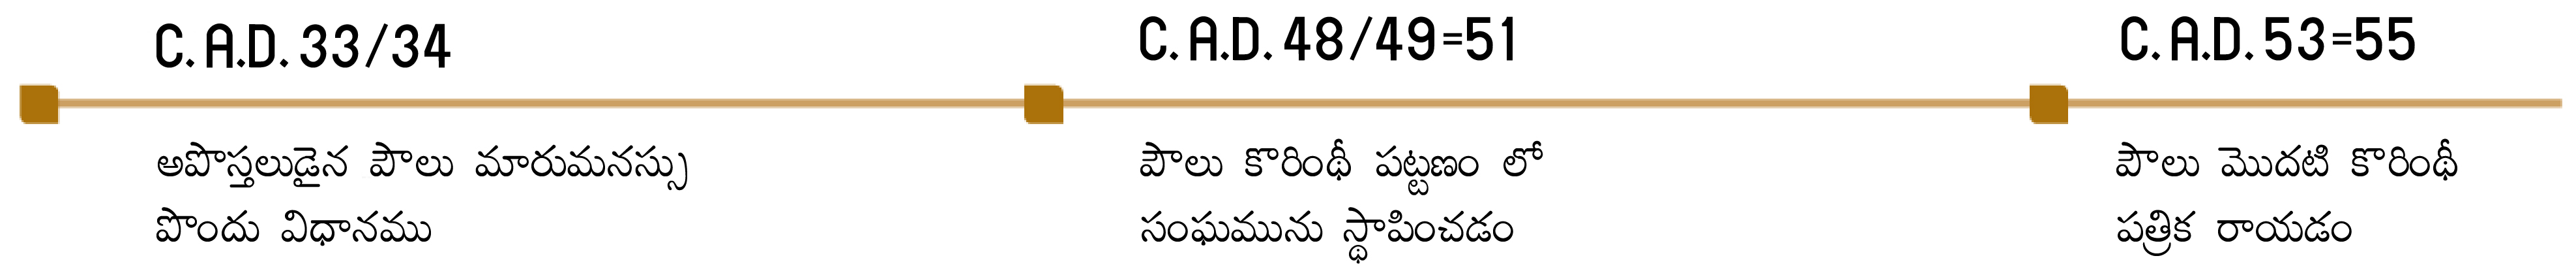 C. A.D. 33/34
అపొస్తలుడైన పౌలు మారుమనస్సు
పొందు విధానము
C. A.D. 48/49=51
పౌలు కొరింథీ పట్టణం లో
సంఘమును స్థాపించడం
C. A.D. 53=55
పౌలు మొదటి కొరింథీ
పత్రిక రాయడం